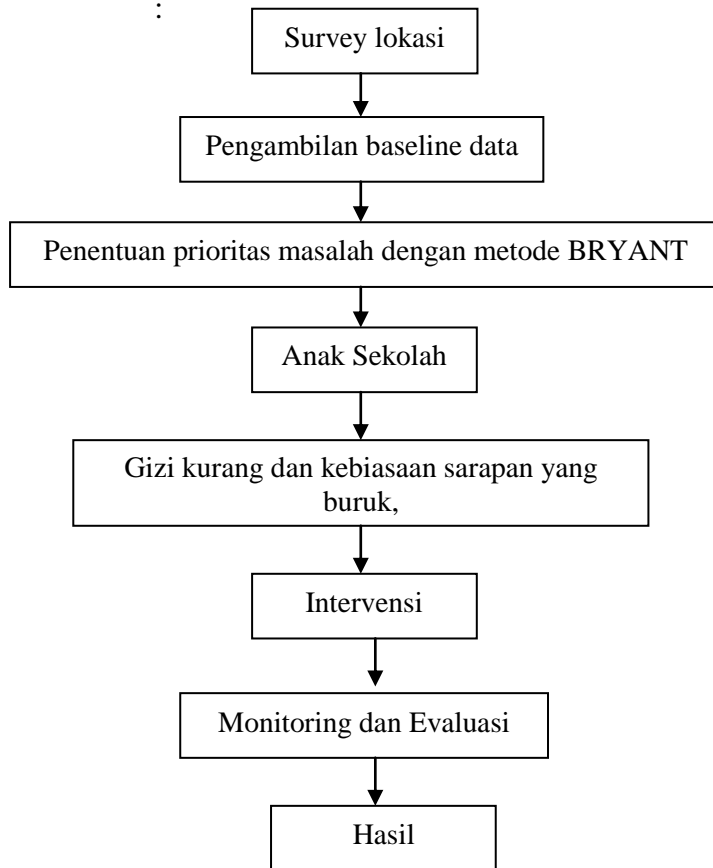 :
Survey lokasi
Pengambilan baseline data
Penentuan prioritas masalah dengan metode BRYANT
Anak Sekolah
Gizi kurang dan kebiasaan sarapan yang
buruk,
Intervensi
Monitoring dan Evaluasi
Hasil